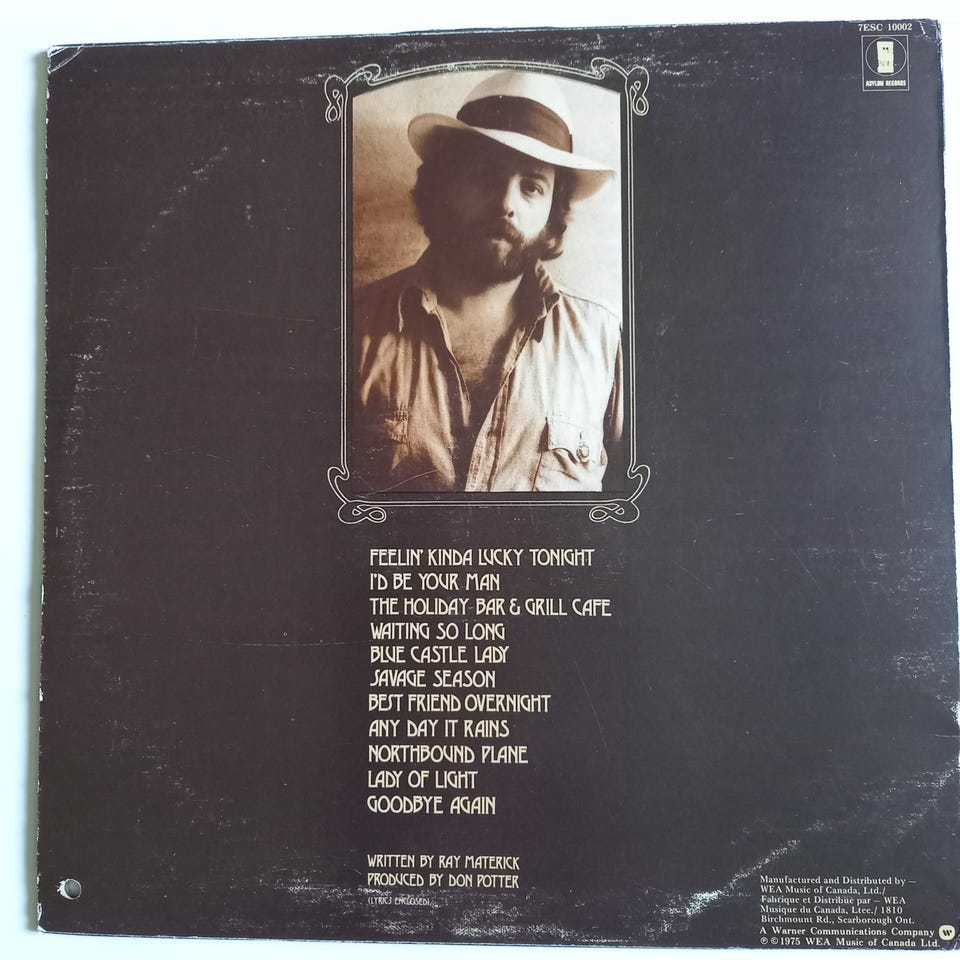 7ESC 10002
ASYLUM RECORDS
FEELIN' KINDA LUCKY TONIGHT
I'D BE YOUR MAN
THE HOLIDAY BAR & GRILL CAFE
WAITING SO LONG
BLUE CASTLE LADY
SAVAGE SEASON
BEST FRIEND OVERNIGHT
ANY DAY IT RAINS
NORTHBOUND PLANE
LADY OF LIGHT
GOODBYE AGAIN
WRITTEN BY RAY MATERICK
PRODUCED BY DON POTTER
(LYRICS ENCLOSED)
Manufactured and Distributed by —
WEA Music of Canada, Ltd./
Fabrique et Distribué par — WEA
Musique du Canada, Ltec./ 1810
Birchmount Rd., Scarborough Ont.
A Warner Communications Company
℗ © 1975 WEA Music of Canada Ltd.